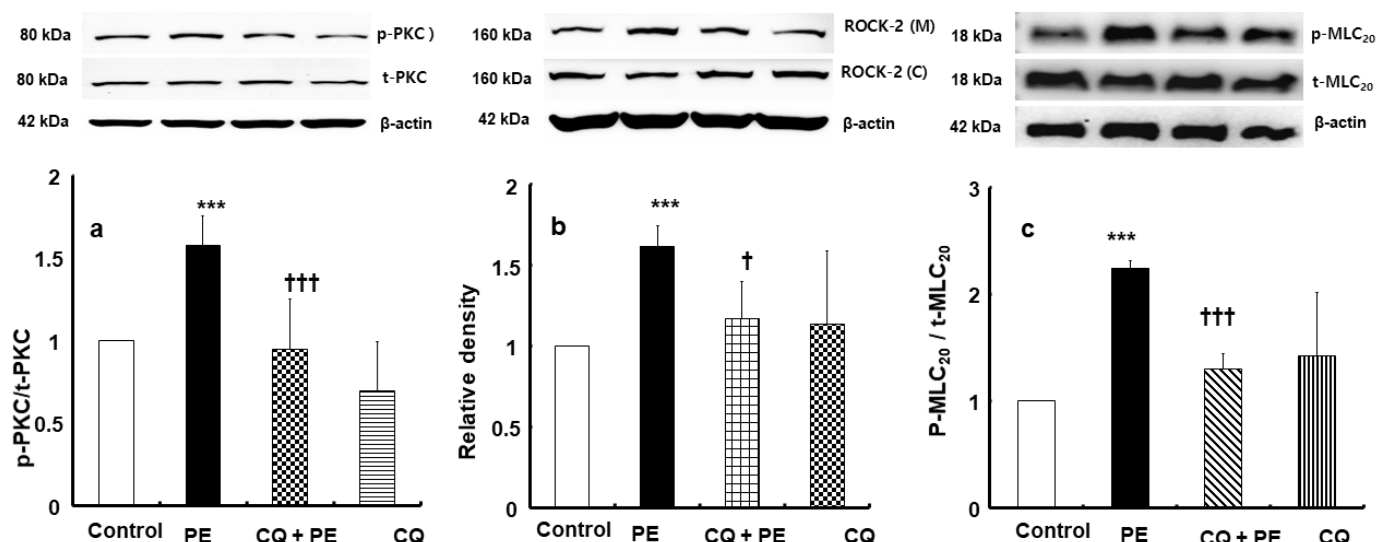 80 kDa
p-PKC )
80 kDa
t-PKC
42 kDa
β-actin
160 kDa
ROCK-2 (M)
160 kDa
ROCK-2 (C)
42 kDa
β-actin
18 kDa
p-MLC₂₀
18 kDa
t-MLC₂₀
42 kDa
β-actin
p-PKC/t-PKC
2
1.5
1
0.5
0
a
***
†††
Control
PE
CQ + PE
CQ
Relative density
2
1.5
1
0.5
0
b
***
†
Control
PE
CQ + PE
CQ
P-MLC₂₀ / t-MLC₂₀
3
2
1
0
c
***
†††
Control
PE
CQ + PE
CQ